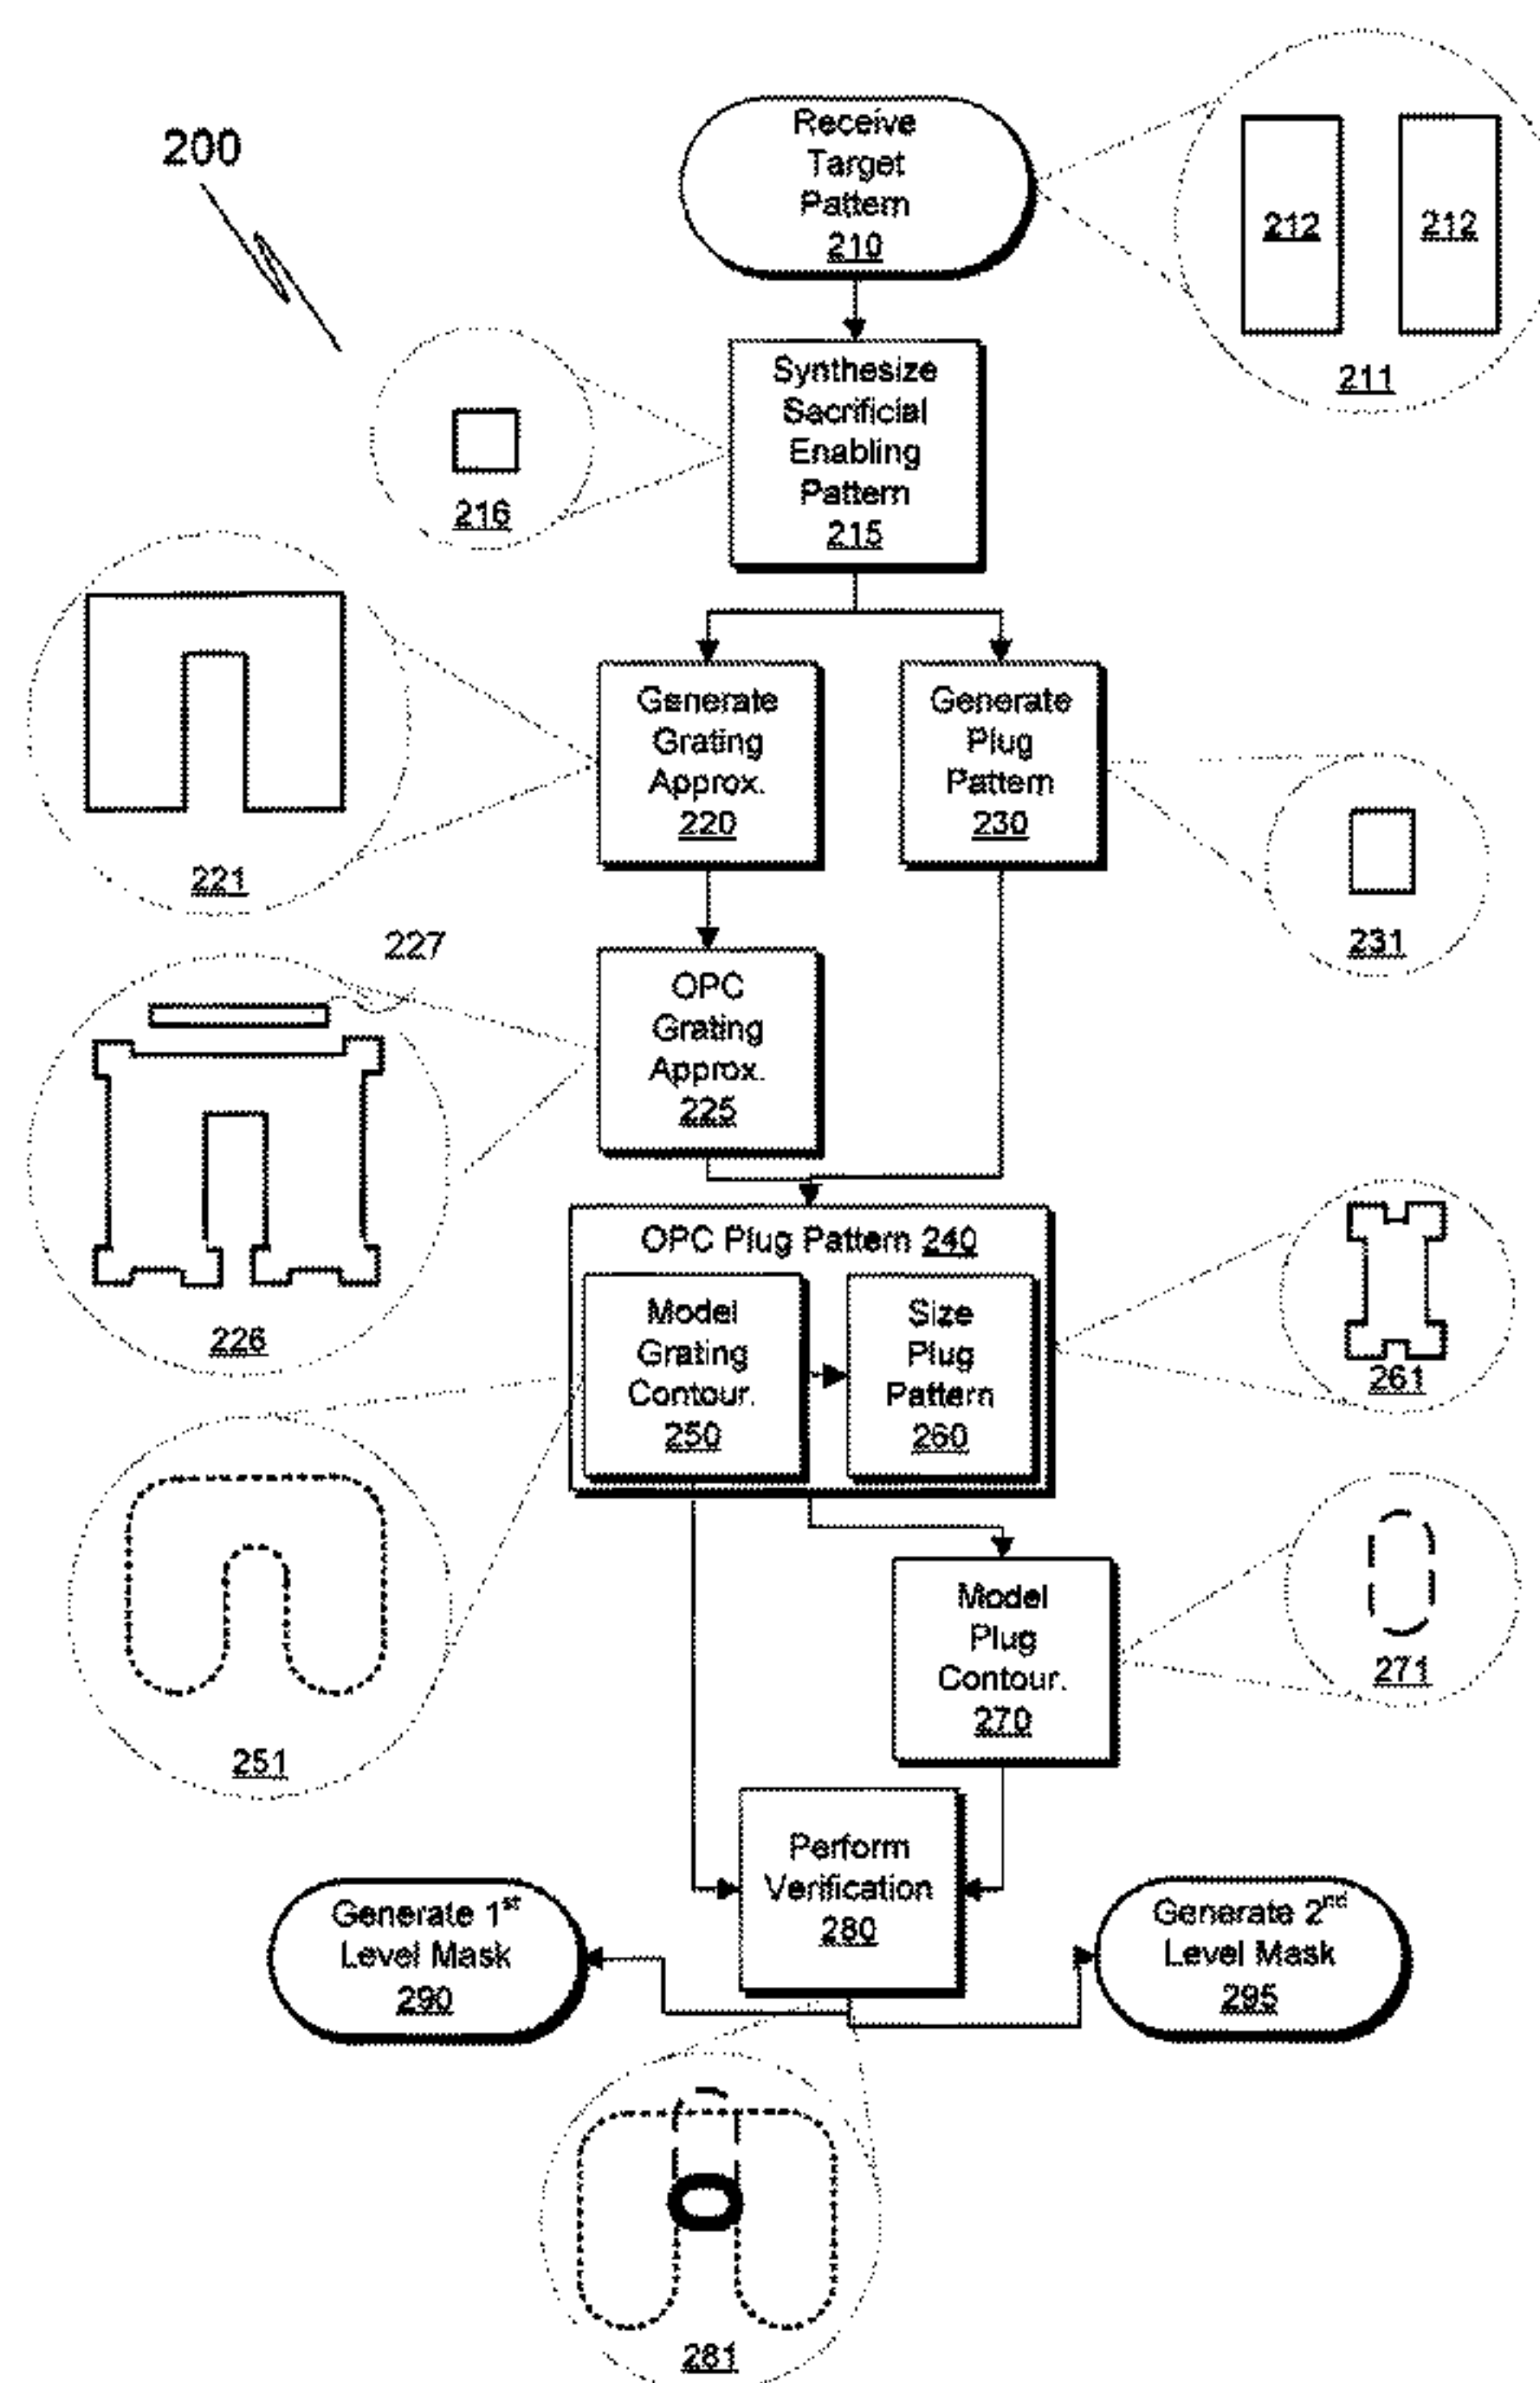 200
Receive
Target
Pattern
210
212
212
211
Synthesize
Sacrificial
Enabling
Pattern
215
216
221
Generate
Grating
Approx.
220
Generate
Plug
Pattern
230
231
227
OPC
Grating
Approx.
225
226
OPC Plug Pattern 240
Model
Grating
Contour.
250
Size
Plug
Pattern
260
261
251
Model
Plug
Contour.
270
271
Perform
Verification
280
Generate 1st
Level Mask
290
Generate 2nd
Level Mask
295
281